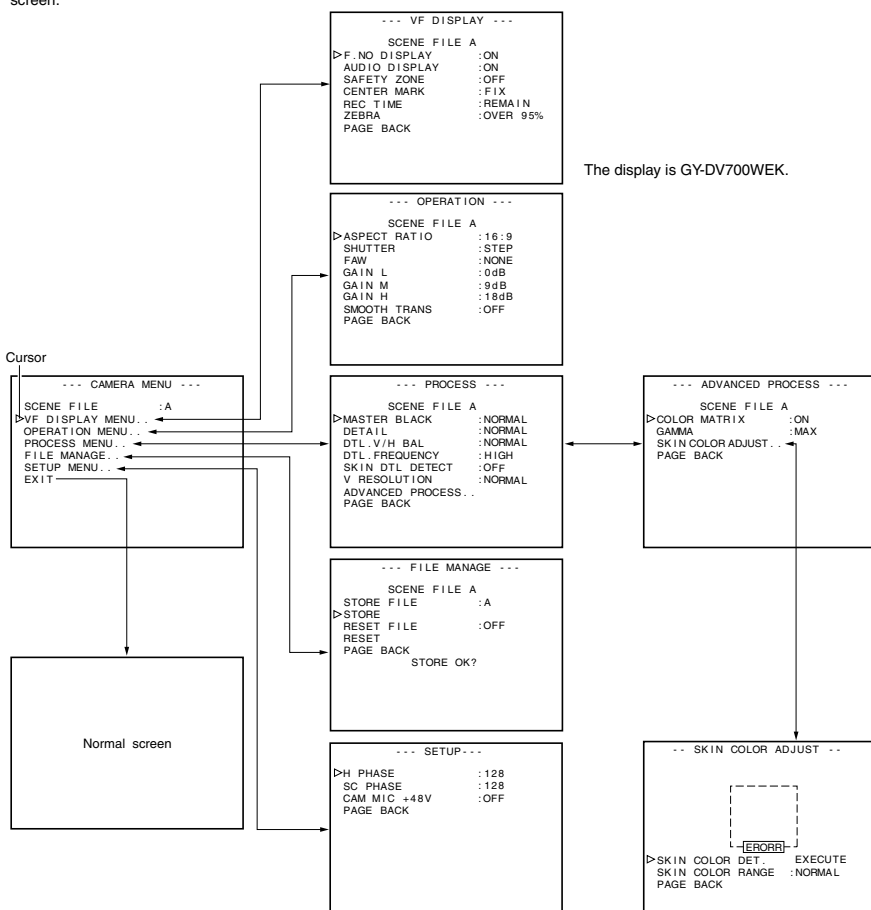 screen.
--- VF DISPLAY ---
SCENE FILE A
▷F.NO DISPLAY :ON
AUDIO DISPLAY :ON
SAFETY ZONE :OFF
CENTER MARK :FIX
REC TIME :REMAIN
ZEBRA :OVER 95%
PAGE BACK
The display is GY-DV700WEK.
--- OPERATION ---
SCENE FILE A
▷ASPECT RATIO :16:9
SHUTTER :STEP
FAW :NONE
GAIN L :0dB
GAIN M :9dB
GAIN H :18dB
SMOOTH TRANS :OFF
PAGE BACK
Cursor
--- CAMERA MENU ---
SCENE FILE :A
▷VF DISPLAY MENU..
OPERATION MENU..
PROCESS MENU..
FILE MANAGE..
SETUP MENU..
EXIT
--- PROCESS ---
SCENE FILE A
▷MASTER BLACK :NORMAL
DETAIL :NORMAL
DTL.V/H BAL :NORMAL
DTL.FREQUENCY :HIGH
SKIN DTL DETECT :OFF
V RESOLUTION :NORMAL
ADVANCED PROCESS..
PAGE BACK
--- ADVANCED PROCESS ---
SCENE FILE A
▷COLOR MATRIX :ON
GAMMA :MAX
SKIN COLOR ADJUST..
PAGE BACK
--- FILE MANAGE ---
SCENE FILE A
STORE FILE :A
▷STORE
RESET FILE :OFF
RESET
PAGE BACK
STORE OK?
Normal screen
--- SETUP---
▷H PHASE :128
SC PHASE :128
CAM MIC +48V :OFF
PAGE BACK
-- SKIN COLOR ADJUST --
ERORR
▷SKIN COLOR DET. EXECUTE
SKIN COLOR RANGE :NORMAL
PAGE BACK